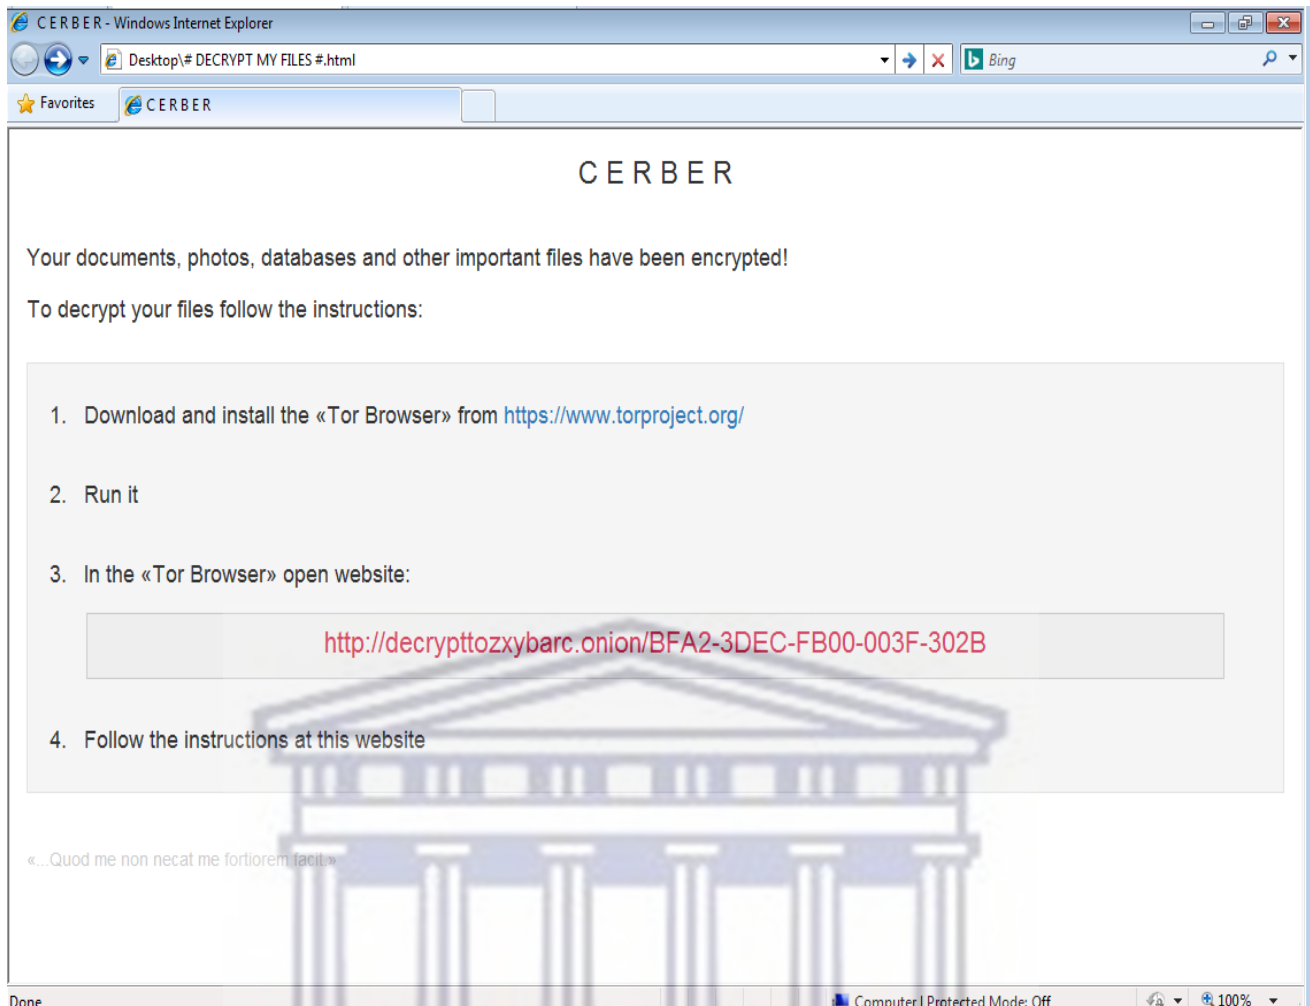 C E R B E R - Windows Internet Explorer
Desktop\# DECRYPT MY FILES #.html
Bing
Favorites
C E R B E R
C E R B E R
Your documents, photos, databases and other important files have been encrypted!
To decrypt your files follow the instructions:
1. Download and install the «Tor Browser» from https://www.torproject.org/
2. Run it
3. In the «Tor Browser» open website:
http://decrypttozxybarc.onion/BFA2-3DEC-FB00-003F-302B
4. Follow the instructions at this website
«...Quod me non necat me fortiorem facit.»
Done
Computer | Protected Mode: Off
100%